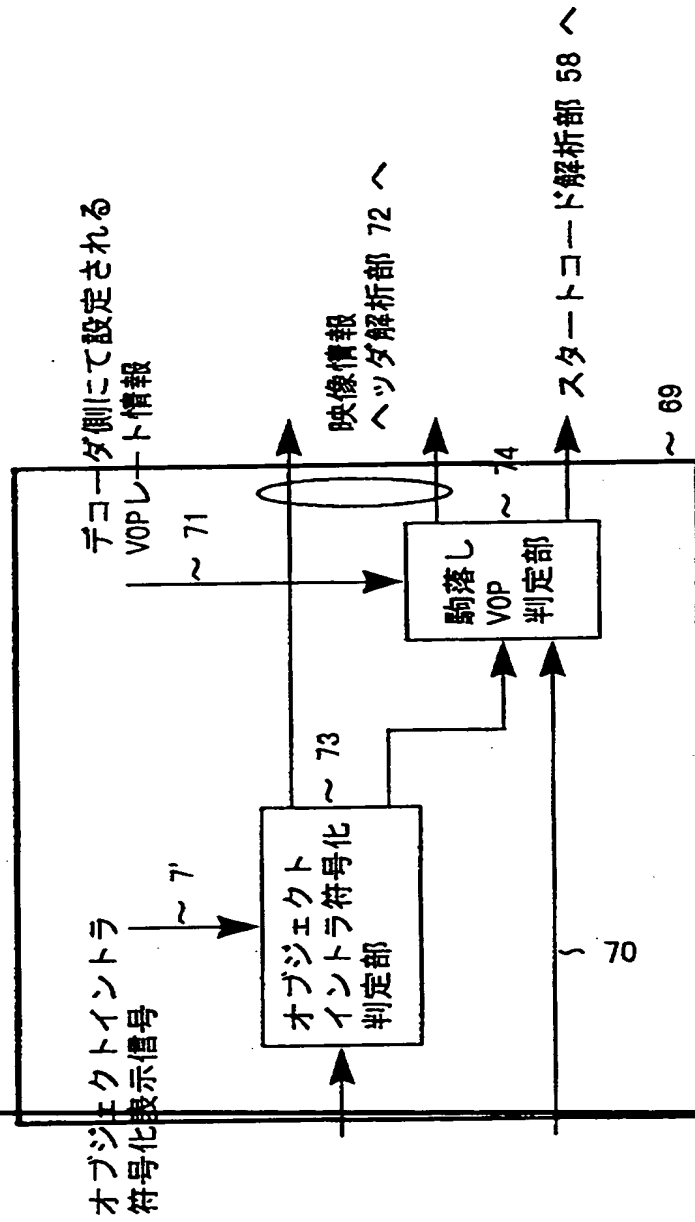 オブジェクトイントラ
符号化表示信号
~ 7'
デコーダ側にて設定される
VOPレート情報
~ 71
オブジェクト
イントラ符号化
判定部
~ 73
映像情報
ヘッダ解析部 72 へ
駒落し
VOP
判定部
~ 74
スタートコード解析部 58 へ
~ 70
~ 69